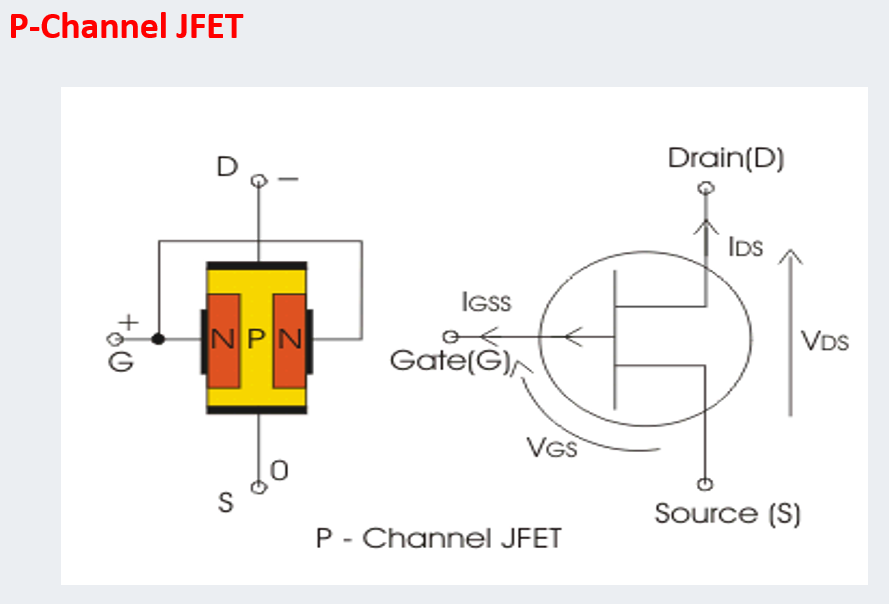 P-Channel JFET
D
−
+
G
N P N
S
0
Drain(D)
IDS
IGSS
Gate(G)
VDS
VGS
Source (S)
P - Channel JFET